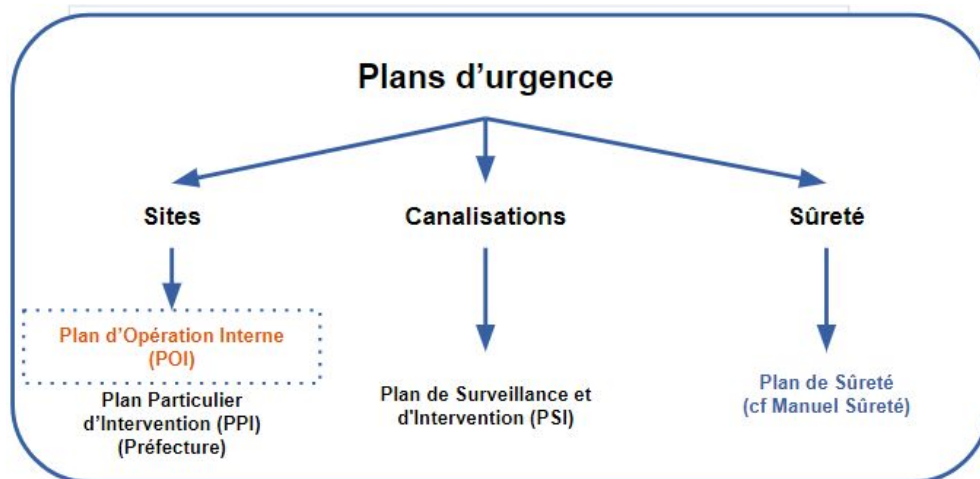 Plans d’urgence
Sites
Canalisations
Sûreté
Plan d’Opération Interne
(POI)
Plan Particulier
d’Intervention (PPI)
(Préfecture)
Plan de Surveillance et
d'Intervention (PSI)
Plan de Sûreté
(cf Manuel Sûreté)